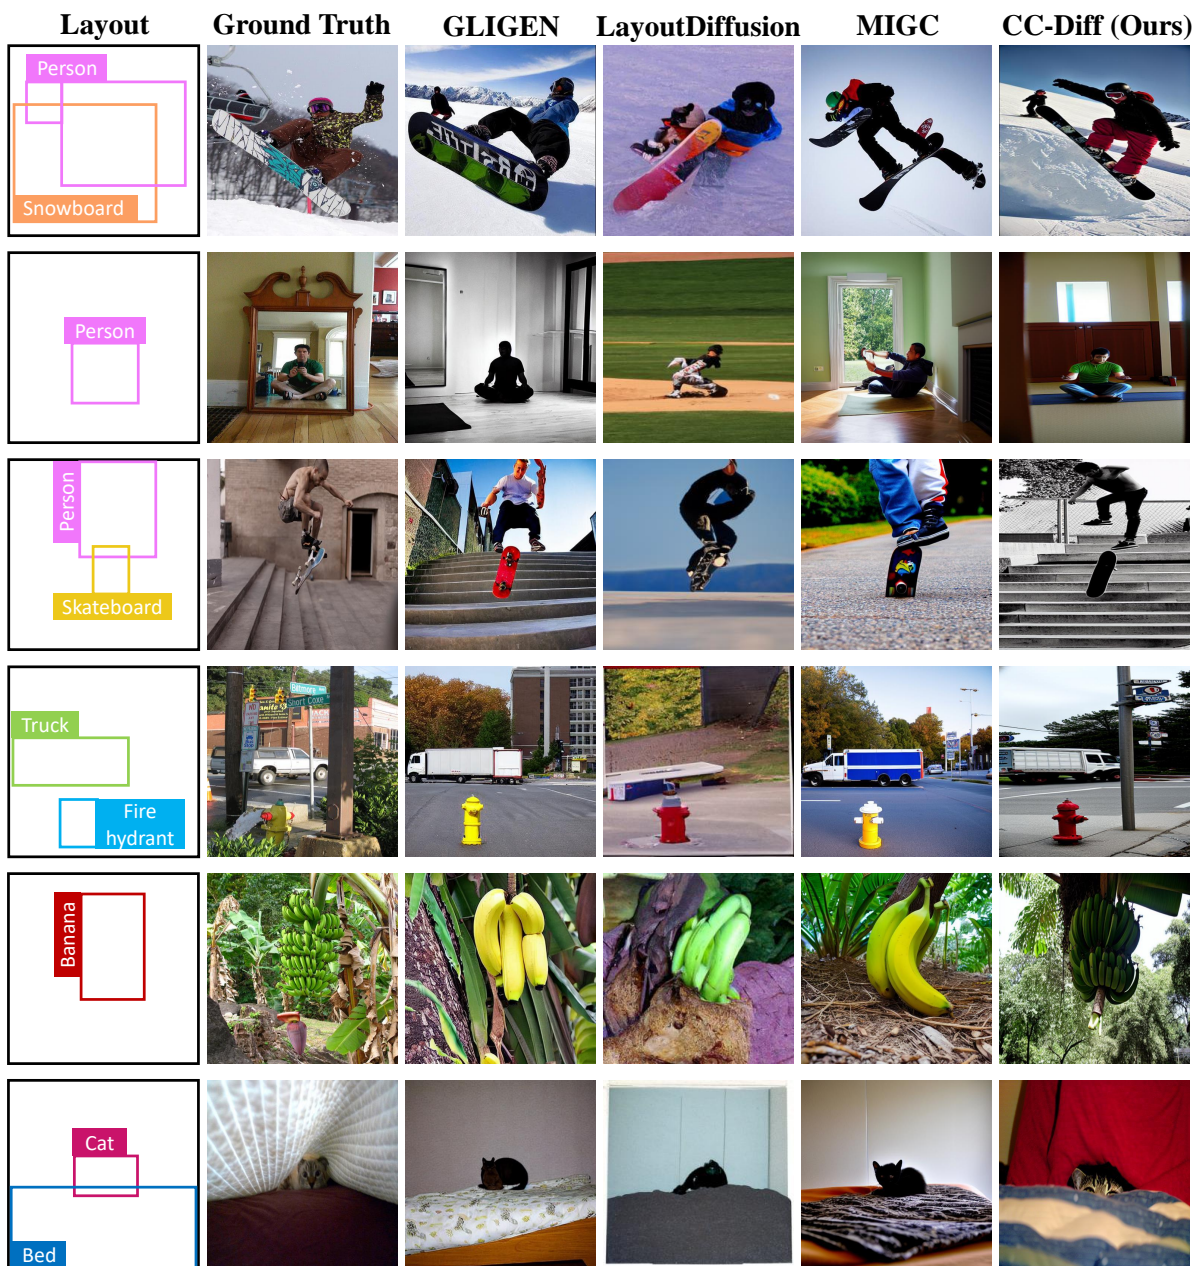 Layout
Ground Truth
GLIGEN
LayoutDiffusion
MIGC
CC-Diff (Ours)
Person
Snowboard
Person
Person
Skateboard
Truck
Fire
hydrant
Banana
Cat
Bed